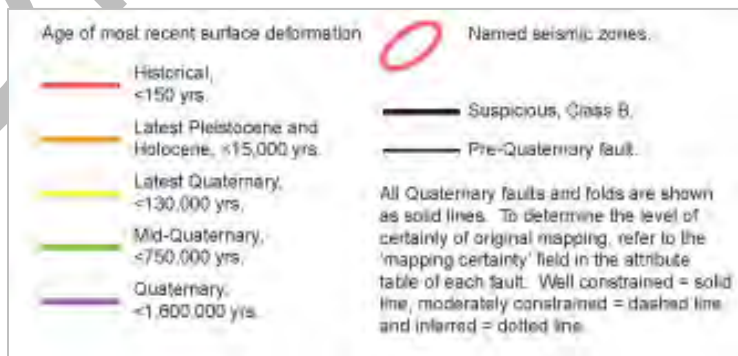 Age of most recent surface deformation
Historical,
<150 yrs.
Latest Pleistocene and
Holocene, <15,000 yrs.
Latest Quaternary,
<130,000 yrs.
Mid-Quaternary,
<750,000 yrs.
Quaternary,
<1,600,000 yrs.
Named seismic zones.
Suspicious, Class B.
Pre-Quaternary fault.
All Quaternary faults and folds are shown
as solid lines. To determine the level of
certainly of original mapping, refer to the
'mapping certainty' field in the attribute
table of each fault. Well constrained = solid
line, moderately constrained = dashed line
and inferred = dotted line.